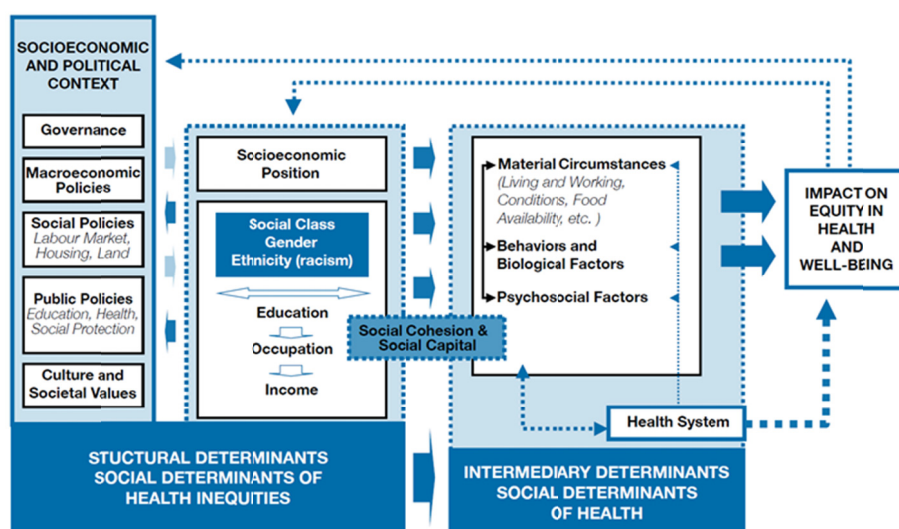 SOCIOECONOMIC
AND POLITICAL
CONTEXT
Governance
Macroeconomic
Policies
Social Policies
Labour Market,
Housing, Land
Public Policies
Education, Health,
Social Protection
Culture and
Societal Values
Socioeconomic
Position
Social Class
Gender
Ethnicity (racism)
Education
Occupation
Income
Social Cohesion &
Social Capital
Material Circumstances
(Living and Working,
Conditions, Food
Availability, etc. )
Behaviors and
Biological Factors
Psychosocial Factors
Health System
IMPACT ON
EQUITY IN
HEALTH
AND
WELL-BEING
STUCTURAL DETERMINANTS
SOCIAL DETERMINANTS OF
HEALTH INEQUITIES
INTERMEDIARY DETERMINANTS
SOCIAL DETERMINANTS
OF HEALTH